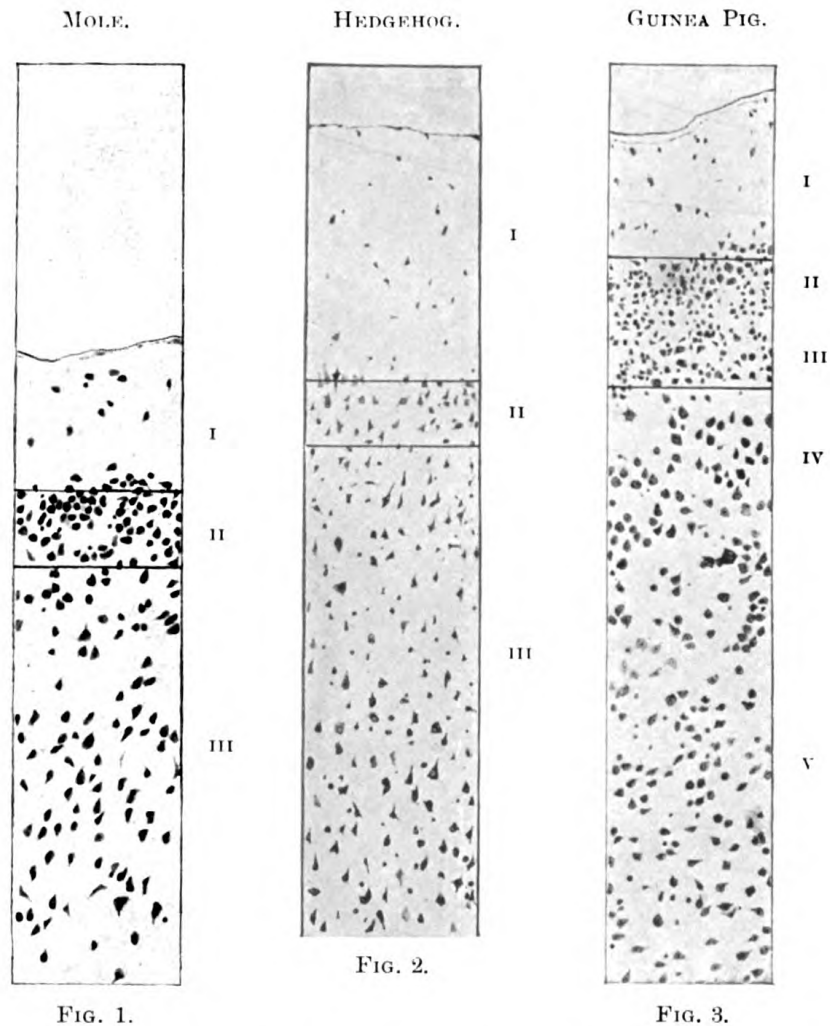 MOLE.
HEDGEHOG.
GUINEA PIG.
I
II
III
FIG. 1.
I
II
III
FIG. 2.
I
II
III
IV
V
FIG. 3.